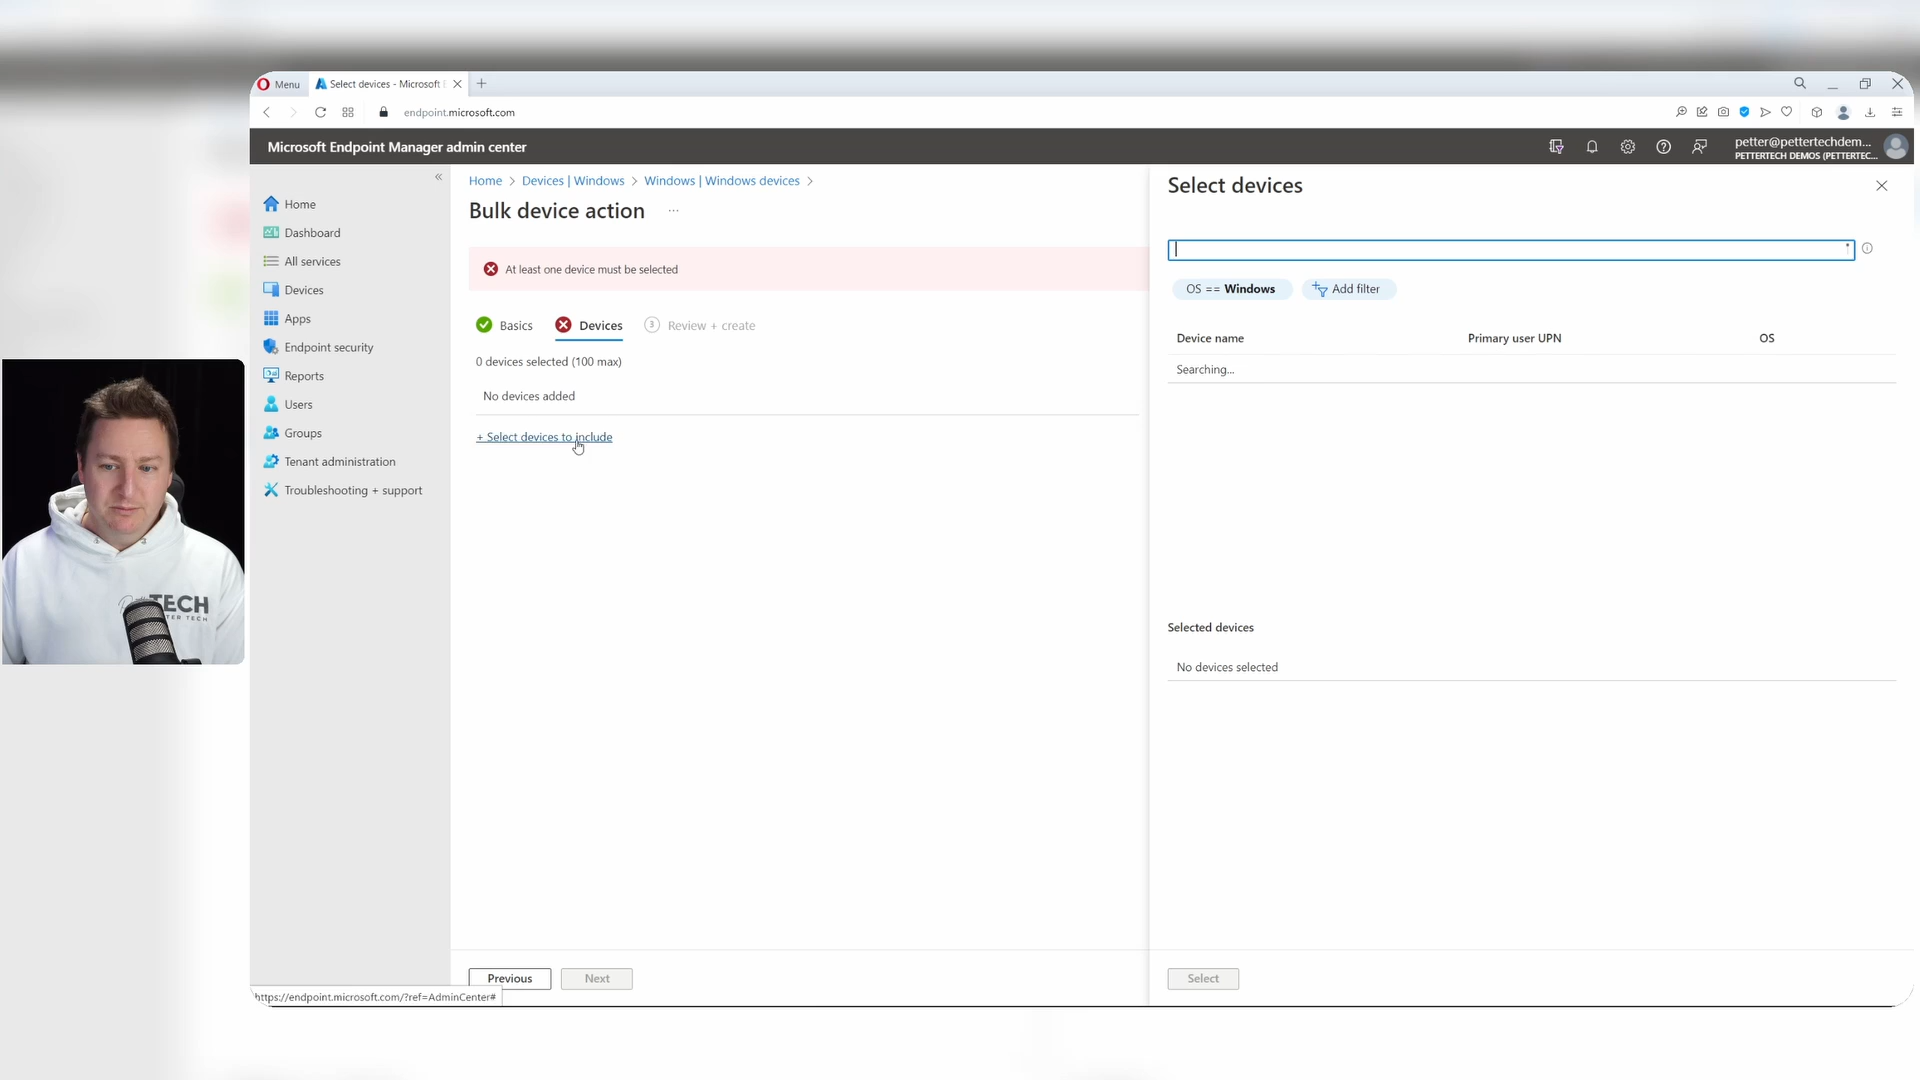 Menu
Select devices - Microsoft E
endpoint.microsoft.com
Microsoft Endpoint Manager admin center
petter@pettertechdem...
PETTERTECH DEMOS (PETTERTEC...
Home
Dashboard
All services
Devices
Apps
Endpoint security
Reports
Users
Groups
Tenant administration
Troubleshooting + support
Home > Devices | Windows > Windows | Windows devices >
Bulk device action ...
At least one device must be selected
Basics
Devices
3 Review + create
0 devices selected (100 max)
No devices added
+ Select devices to include
Previous
Next
https://endpoint.microsoft.com/?ref=AdminCenter#
Select devices
*
OS == Windows
Add filter
Device name Primary user UPN OS
Searching...
Selected devices
No devices selected
Select
TECH
TER TECH